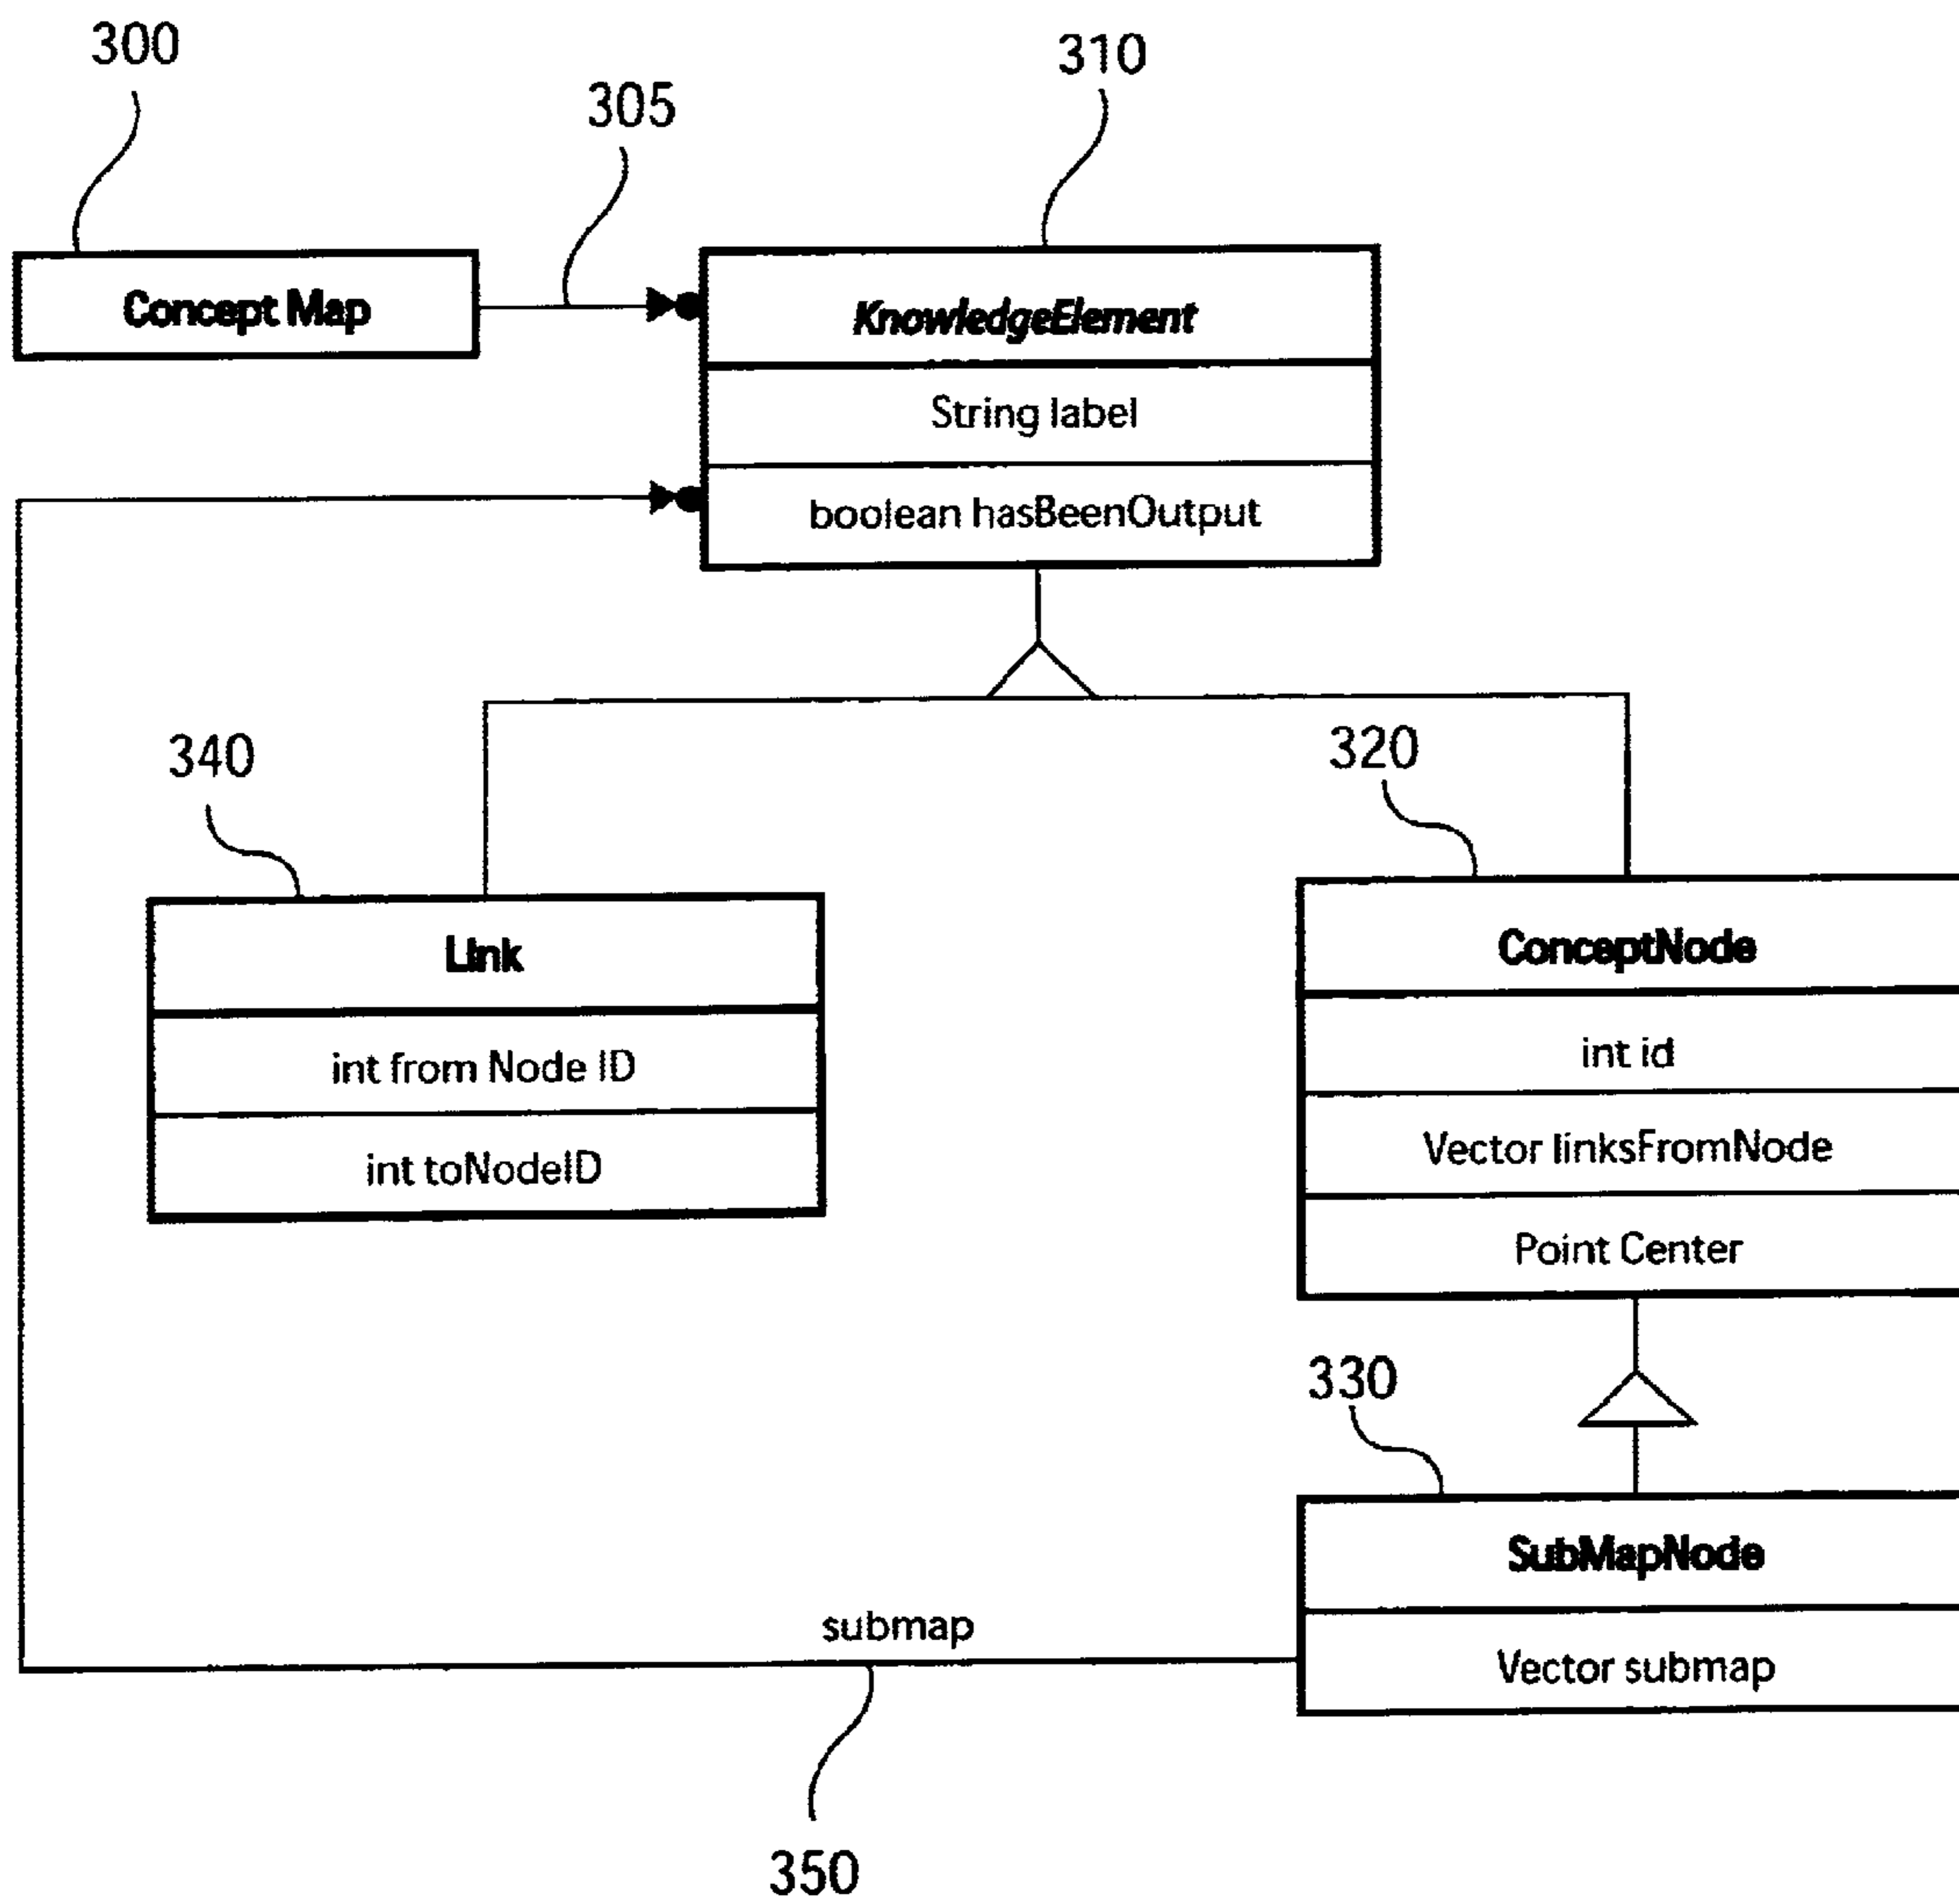 300
310
305
Concept Map
KnowledgeElement
String label
boolean hasBeenOutput
340
320
Link
int from Node ID
int toNodeID
ConceptNode
int id
Vector linksFromNode
Point Center
330
SubMapNode
Vector submap
submap
350